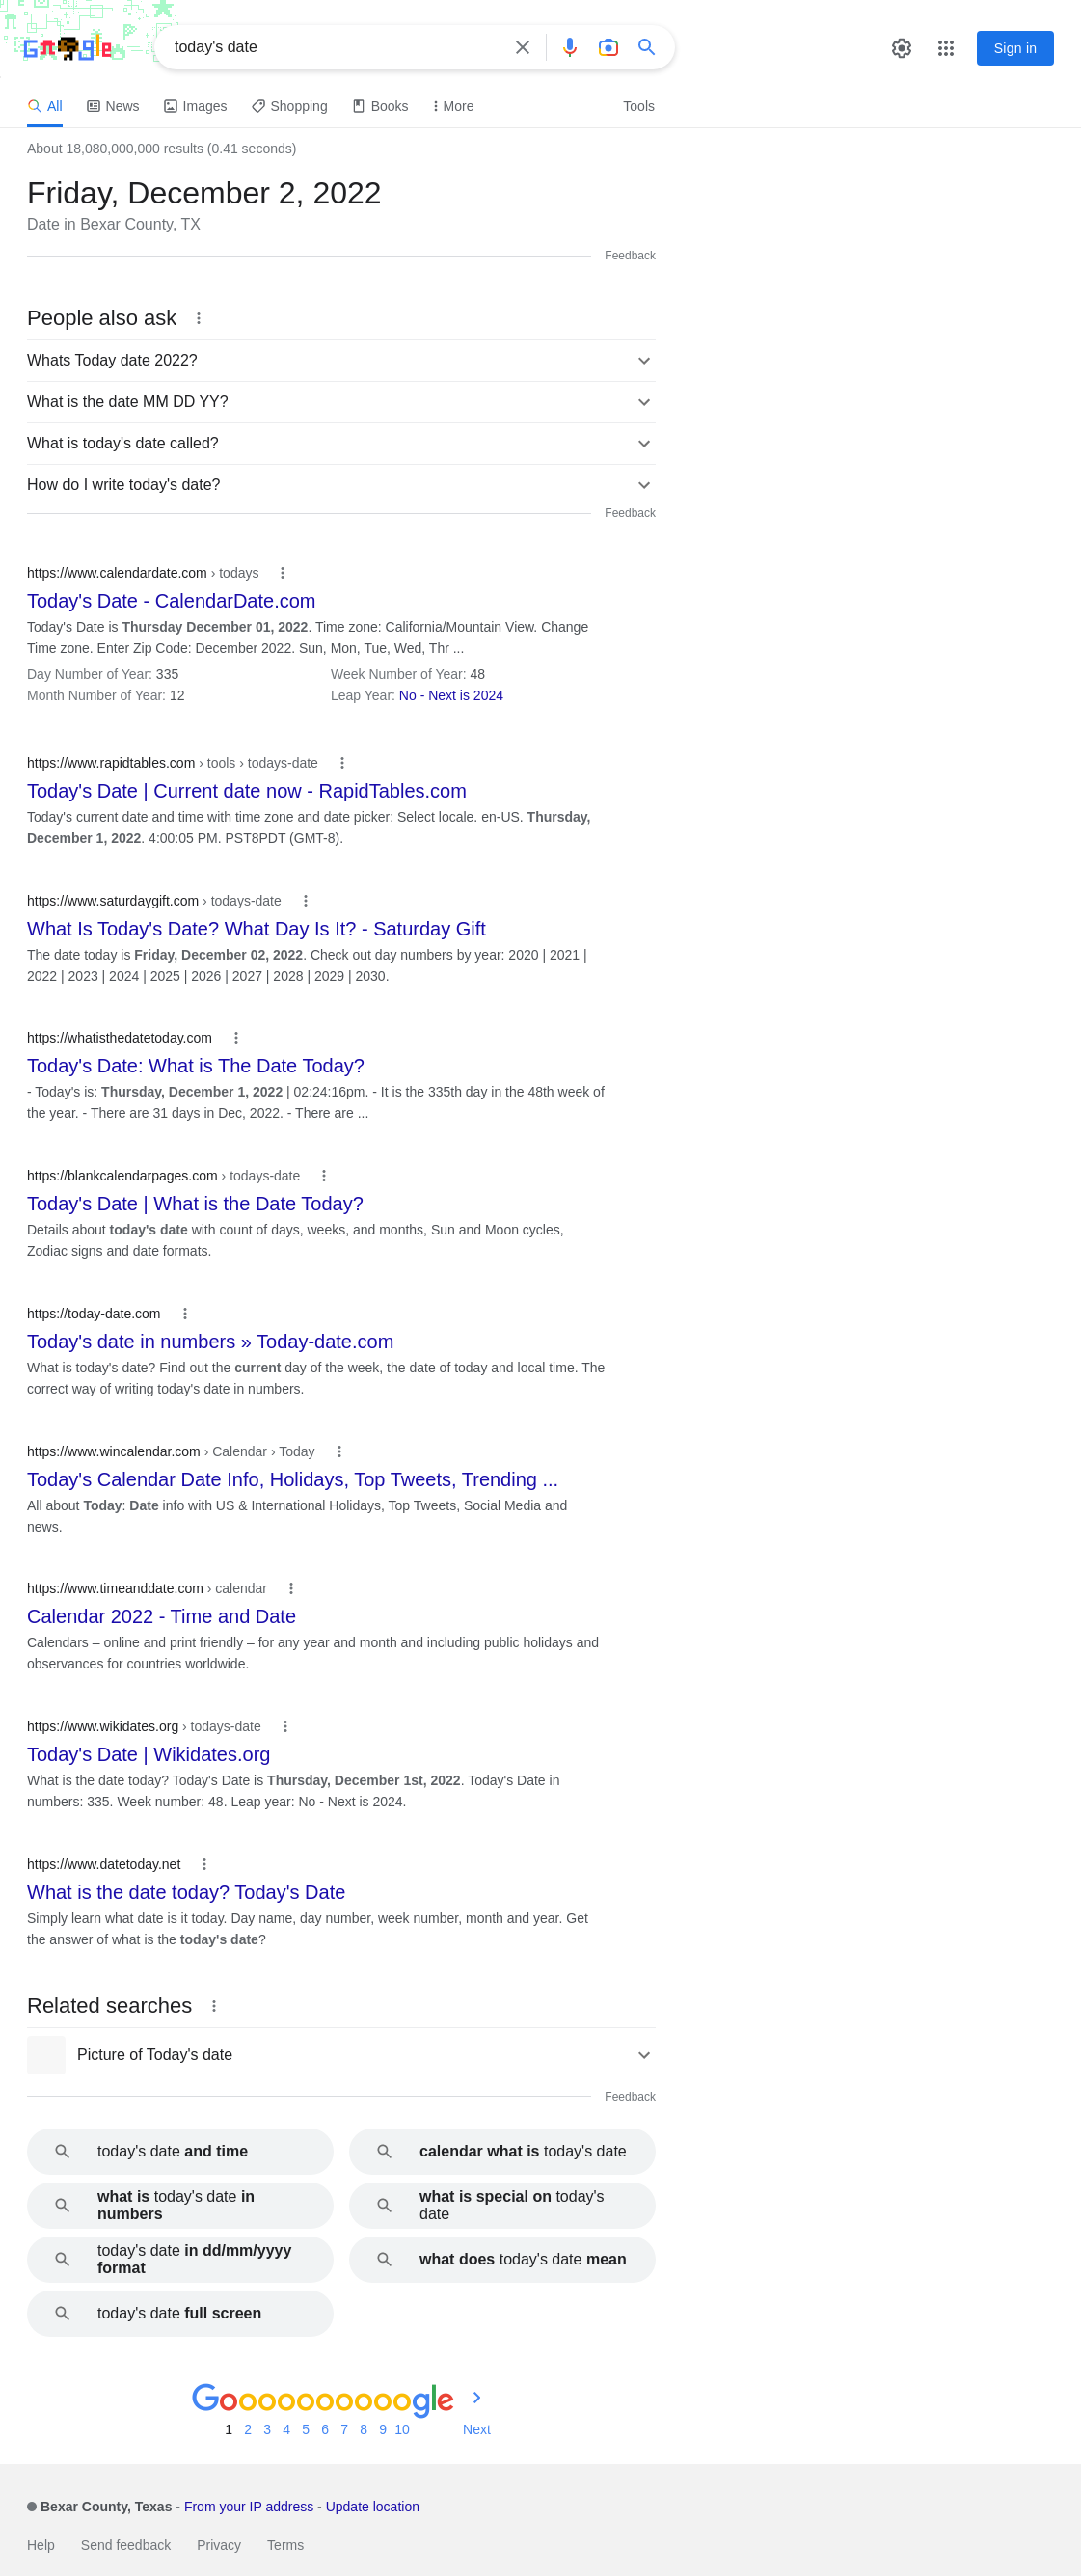 Google
today's date
Sign in
All
News
Images
Shopping
Books
More
Tools
About 18,080,000,000 results (0.41 seconds)
Friday, December 2, 2022
Date in Bexar County, TX
Feedback
People also ask
Whats Today date 2022?
What is the date MM DD YY?
What is today's date called?
How do I write today's date?
Feedback
https://www.calendardate.com › todays
Today's Date - CalendarDate.com
Today's Date is Thursday December 01, 2022. Time zone: California/Mountain View. Change
Time zone. Enter Zip Code: December 2022. Sun, Mon, Tue, Wed, Thr ...
Day Number of Year: 335 Week Number of Year: 48
Month Number of Year: 12 Leap Year: No - Next is 2024
https://www.rapidtables.com › tools › todays-date
Today's Date | Current date now - RapidTables.com
Today's current date and time with time zone and date picker: Select locale. en-US. Thursday,
December 1, 2022. 4:00:05 PM. PST8PDT (GMT-8).
https://www.saturdaygift.com › todays-date
What Is Today's Date? What Day Is It? - Saturday Gift
The date today is Friday, December 02, 2022. Check out day numbers by year: 2020 | 2021 |
2022 | 2023 | 2024 | 2025 | 2026 | 2027 | 2028 | 2029 | 2030.
https://whatisthedatetoday.com
Today's Date: What is The Date Today?
- Today's is: Thursday, December 1, 2022 | 02:24:16pm. - It is the 335th day in the 48th week of
the year. - There are 31 days in Dec, 2022. - There are ...
https://blankcalendarpages.com › todays-date
Today's Date | What is the Date Today?
Details about today's date with count of days, weeks, and months, Sun and Moon cycles,
Zodiac signs and date formats.
https://today-date.com
Today's date in numbers » Today-date.com
What is today's date? Find out the current day of the week, the date of today and local time. The
correct way of writing today's date in numbers.
https://www.wincalendar.com › Calendar › Today
Today's Calendar Date Info, Holidays, Top Tweets, Trending ...
All about Today: Date info with US & International Holidays, Top Tweets, Social Media and
news.
https://www.timeanddate.com › calendar
Calendar 2022 - Time and Date
Calendars – online and print friendly – for any year and month and including public holidays and
observances for countries worldwide.
https://www.wikidates.org › todays-date
Today's Date | Wikidates.org
What is the date today? Today's Date is Thursday, December 1st, 2022. Today's Date in
numbers: 335. Week number: 48. Leap year: No - Next is 2024.
https://www.datetoday.net
What is the date today? Today's Date
Simply learn what date is it today. Day name, day number, week number, month and year. Get
the answer of what is the today's date?
Related searches
Picture of Today's date
Feedback
today's date and time
calendar what is today's date
what is today's date in
numbers
what is special on today's
date
today's date in dd/mm/yyyy
format
what does today's date mean
today's date full screen
Goooooooooogle
1 2 3 4 5 6 7 8 9 10 Next
Bexar County, Texas - From your IP address - Update location
Help Send feedback Privacy Terms